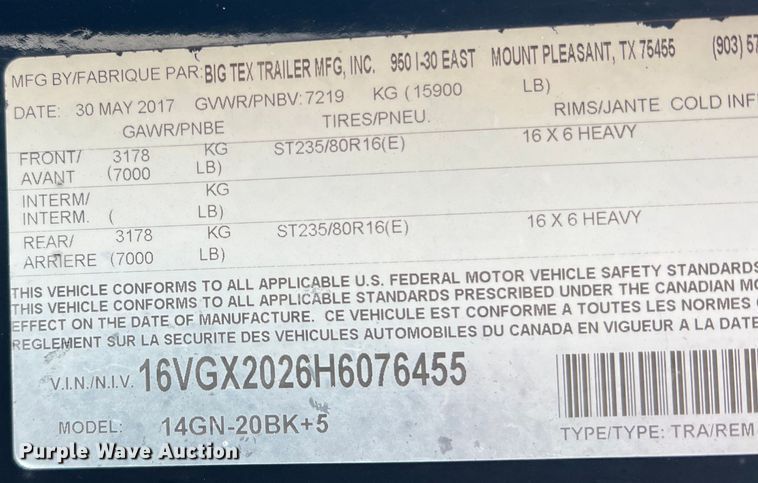 MFG BY/FABRIQUE PAR: BIG TEX TRAILER MFG, INC. 950 I-30 EAST MOUNT PLEASANT, TX 75455 (903) 57
DATE: 30 MAY 2017 GVWR/PNBV: 7219 KG (15900 LB)
GAWR/PNBE TIRES/PNEU. RIMS/JANTE COLD INF
FRONT/ 3178 KG ST235/80R16(E) 16 X 6 HEAVY
AVANT (7000 LB)
INTERM/ KG
INTERM. ( LB)
REAR/ 3178 KG ST235/80R16(E) 16 X 6 HEAVY
ARRIERE (7000 LB)
THIS VEHICLE CONFORMS TO ALL APPLICABLE U.S. FEDERAL MOTOR VEHICLE SAFETY STANDARDS
THIS VEHICLE CONFORMS TO ALL APPLICABLE STANDARDS PRESCRIBED UNDER THE CANADIAN MO
EFFECT ON THE DATE OF MANUFACTURE. CE VEHICULE EST CONFORME A TOUTES LES NORMES
REGLEMENT SUR LA SECURITE DES VEHICULES AUTOMOBILES DU CANADA EN VIGUEUR A LA DATE
V.I.N./N.I.V. 16VGX2026H6076455
MODEL: 14GN-20BK+5
TYPE/TYPE: TRA/REM
Purple Wave Auction